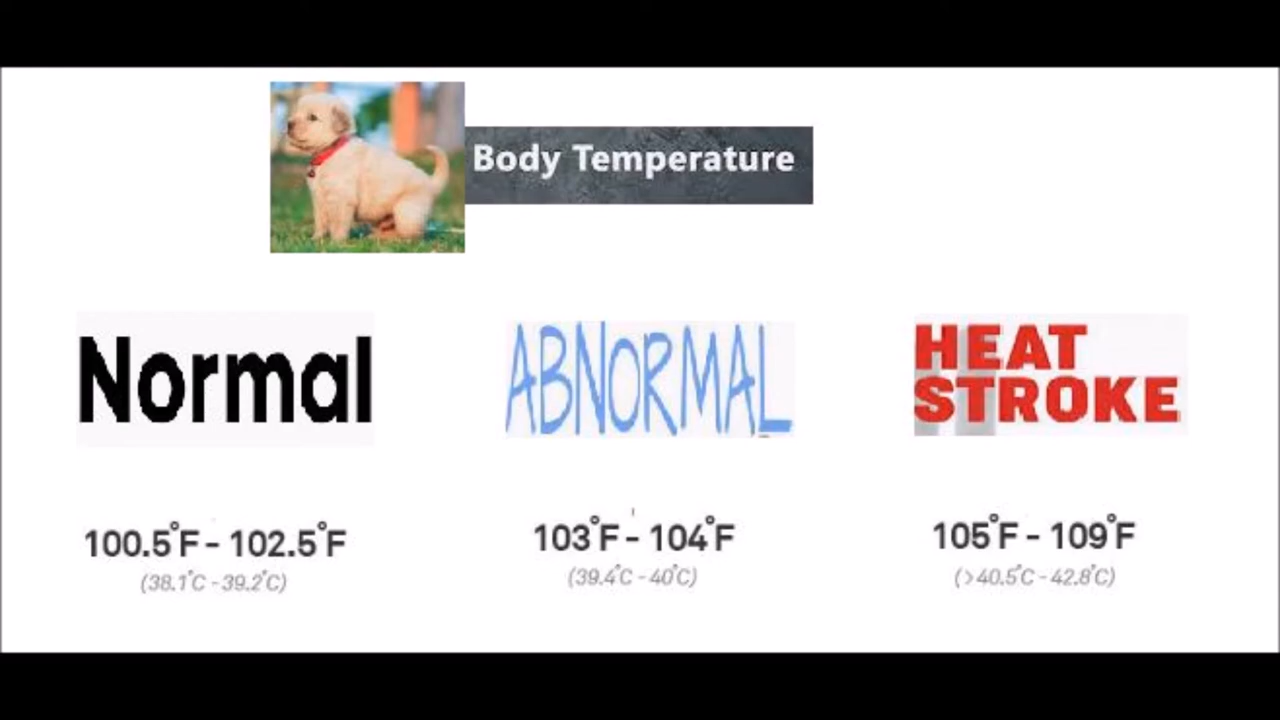 Body Temperature
Normal
ABNORMAL
HEAT
STROKE
100.5°F - 102.5°F
103°F - 104°F
105°F - 109°F
(38.1°C - 39.2°C)
(39.4°C - 40°C)
(>40.5°C - 42.8°C)